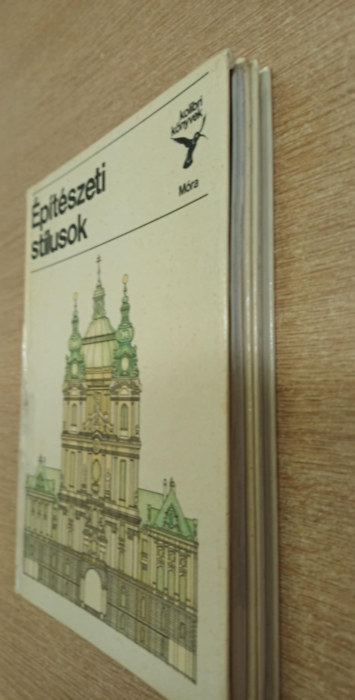 kolibri
könyvek
Móra
Építészeti
stílusok